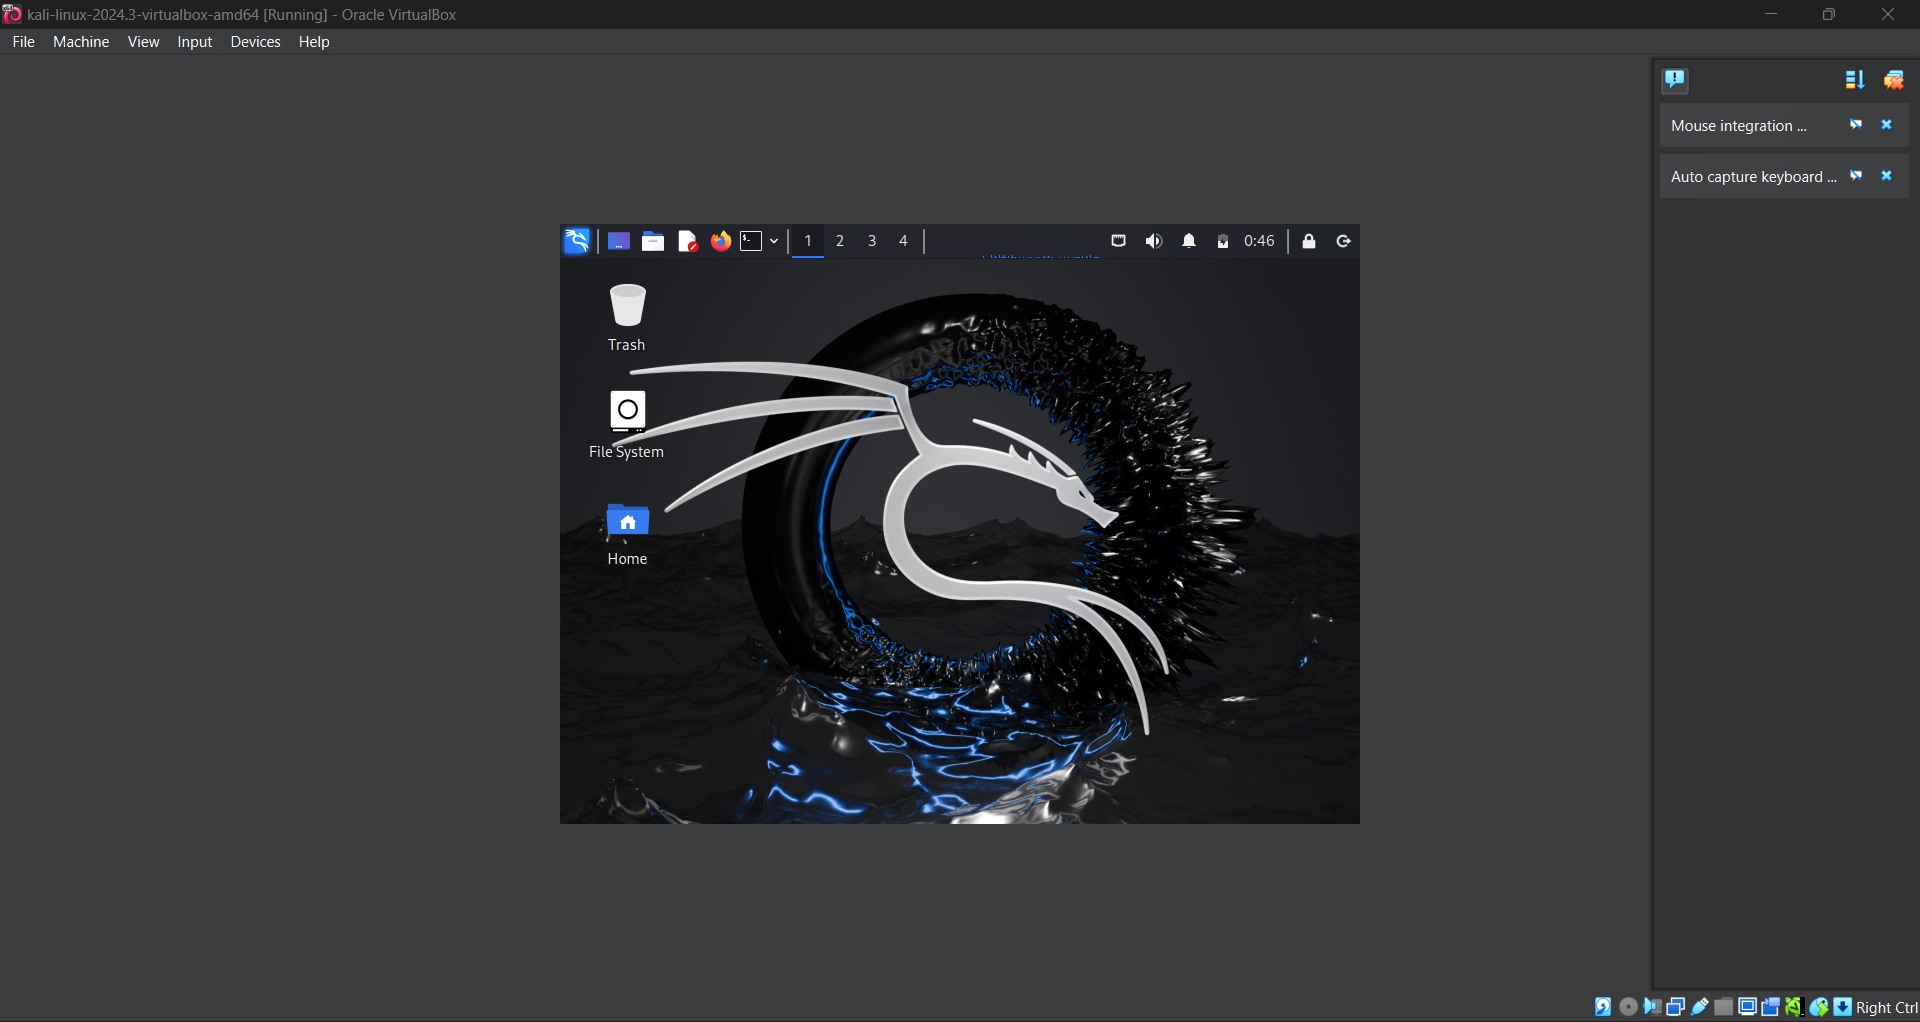 kali-linux-2024.3-virtualbox-amd64 [Running] - Oracle VirtualBox
File Machine View Input Devices Help
Mouse integration ...
Auto capture keyboard ...
1 2 3 4 0:46
Trash
File System
Home
Right Ctrl